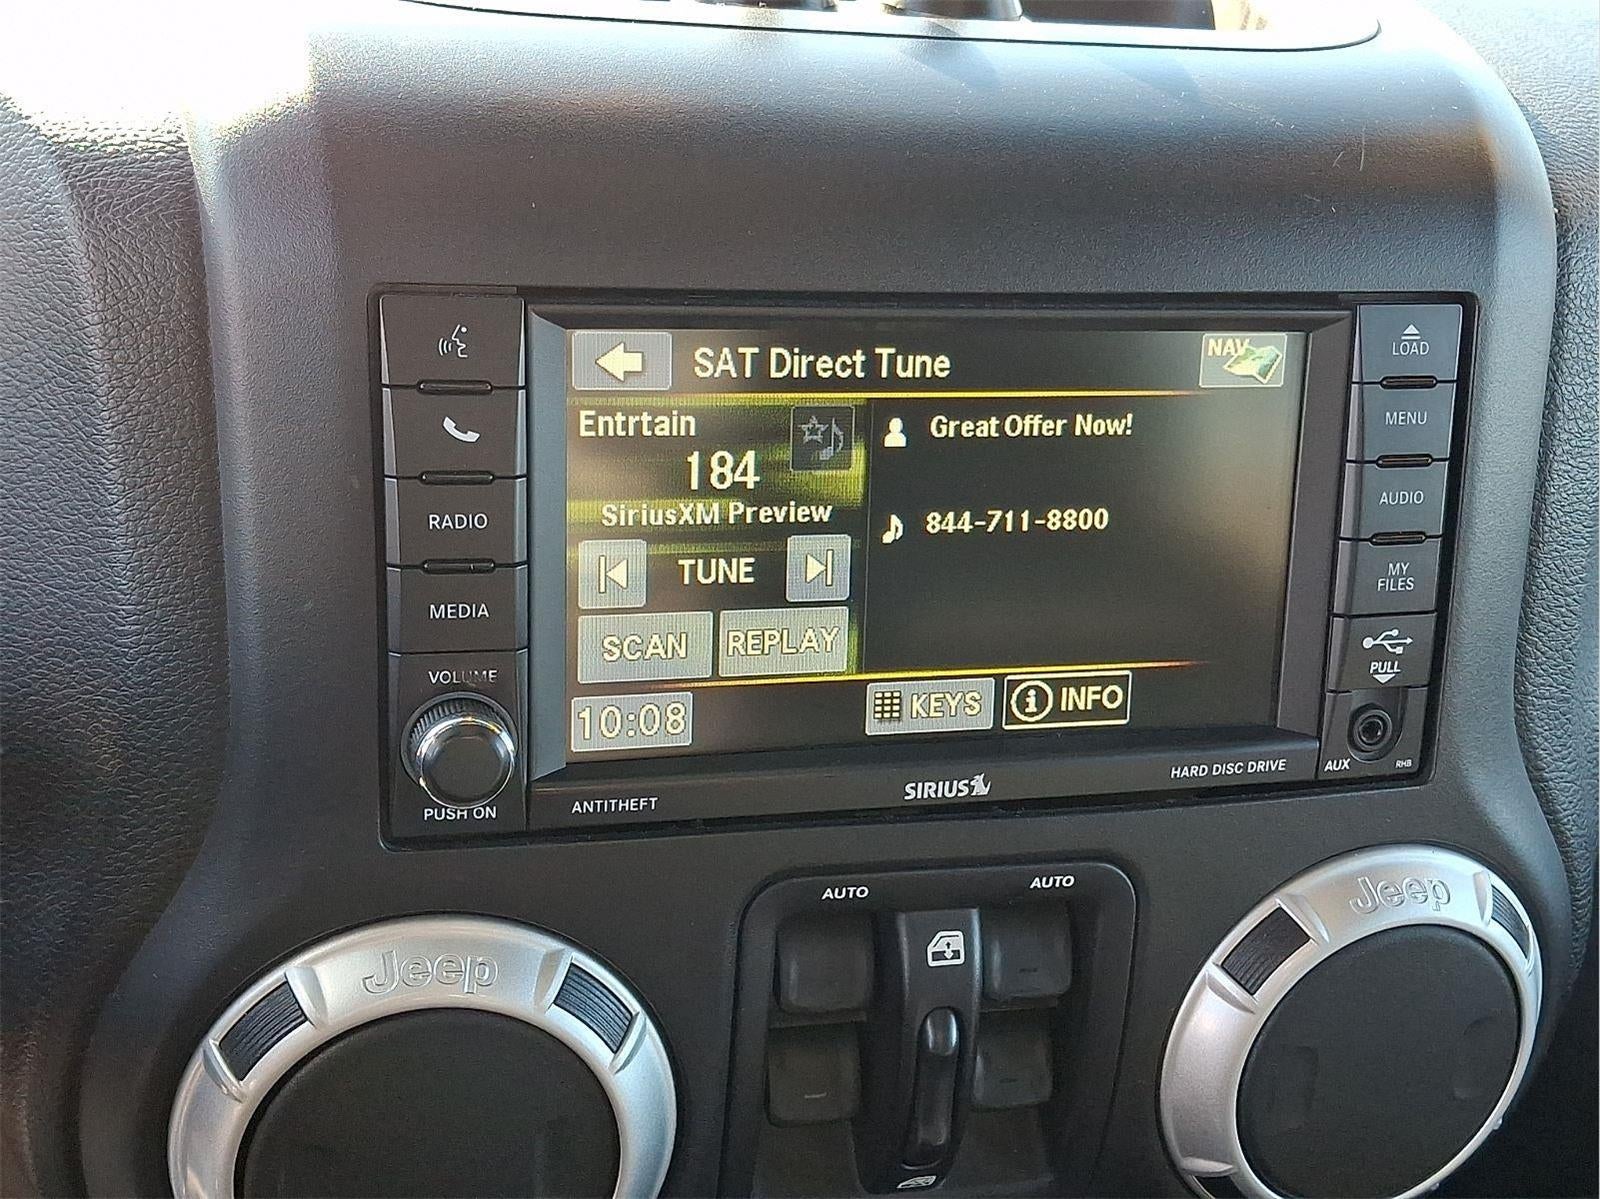 RADIO
MEDIA
VOLUME
PUSH ON
SAT Direct Tune
NAV
Entrtain
184
SiriusXM Preview
TUNE
SCAN
REPLAY
10:08
Great Offer Now!
844-711-8800
KEYS
INFO
ANTITHEFT
SIRIUS
HARD DISC DRIVE
LOAD
MENU
AUDIO
MY
FILES
PULL
AUX
RHB
AUTO
AUTO
Jeep
Jeep